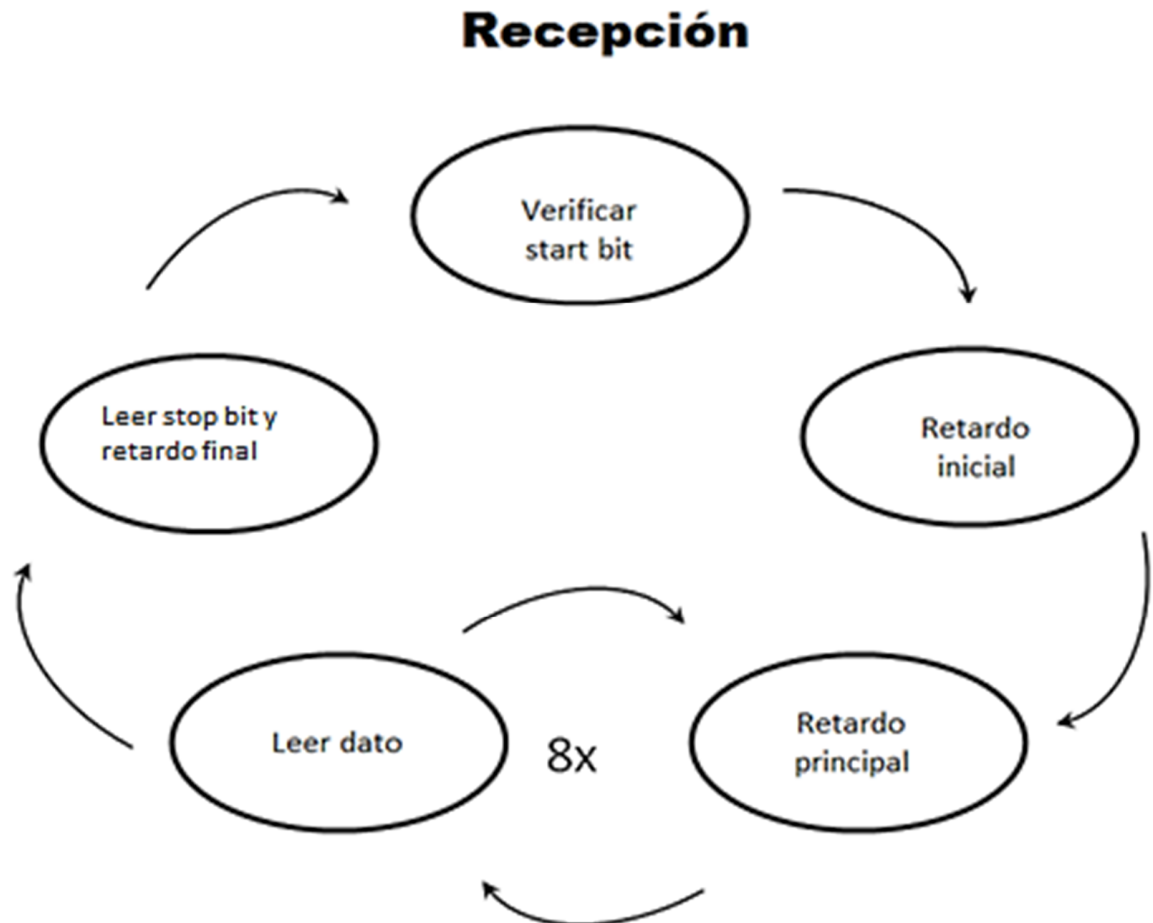 Recepción
Verificar
start bit
Retardo
inicial
Retardo
principal
8x
Leer dato
Leer stop bit y
retardo final